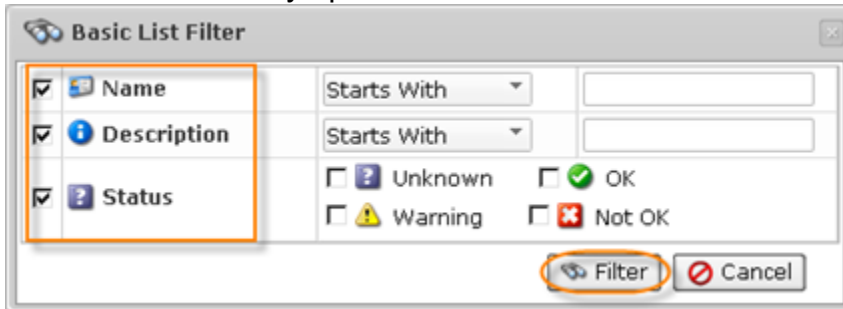 Basic List Filter
Name Starts With
Description Starts With
Unknown OK
Status
Warning Not OK
Filter Cancel